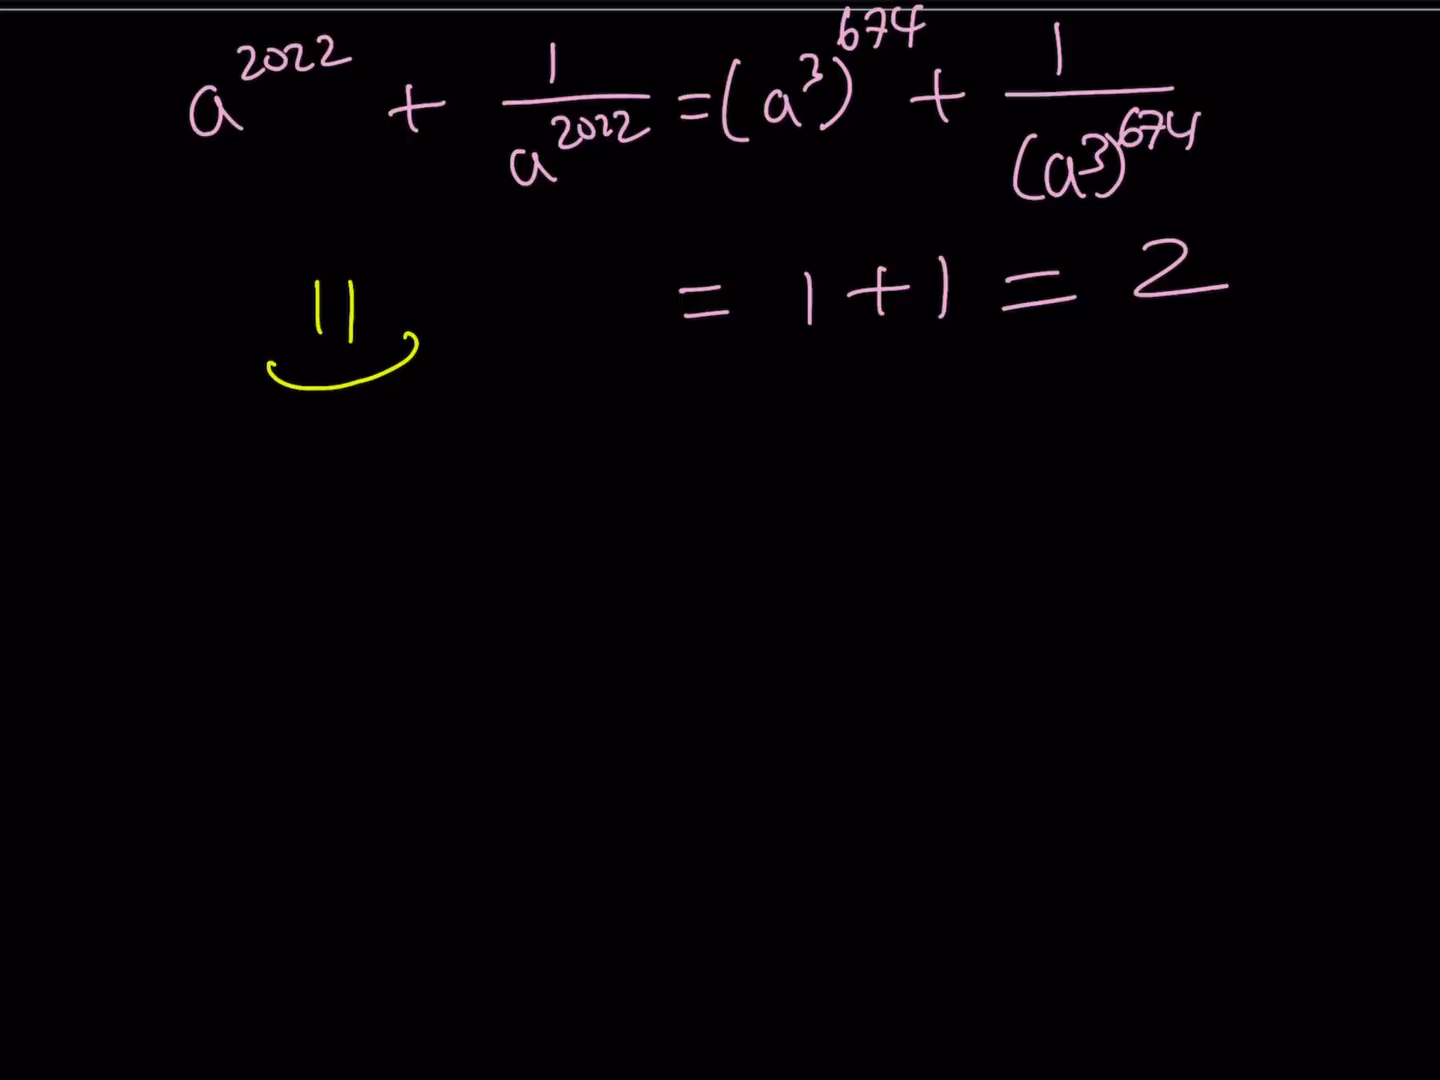 a^2022 + 1/a^2022 = (a^3)^674 + 1/(a^3)^674
= 1 + 1 = 2